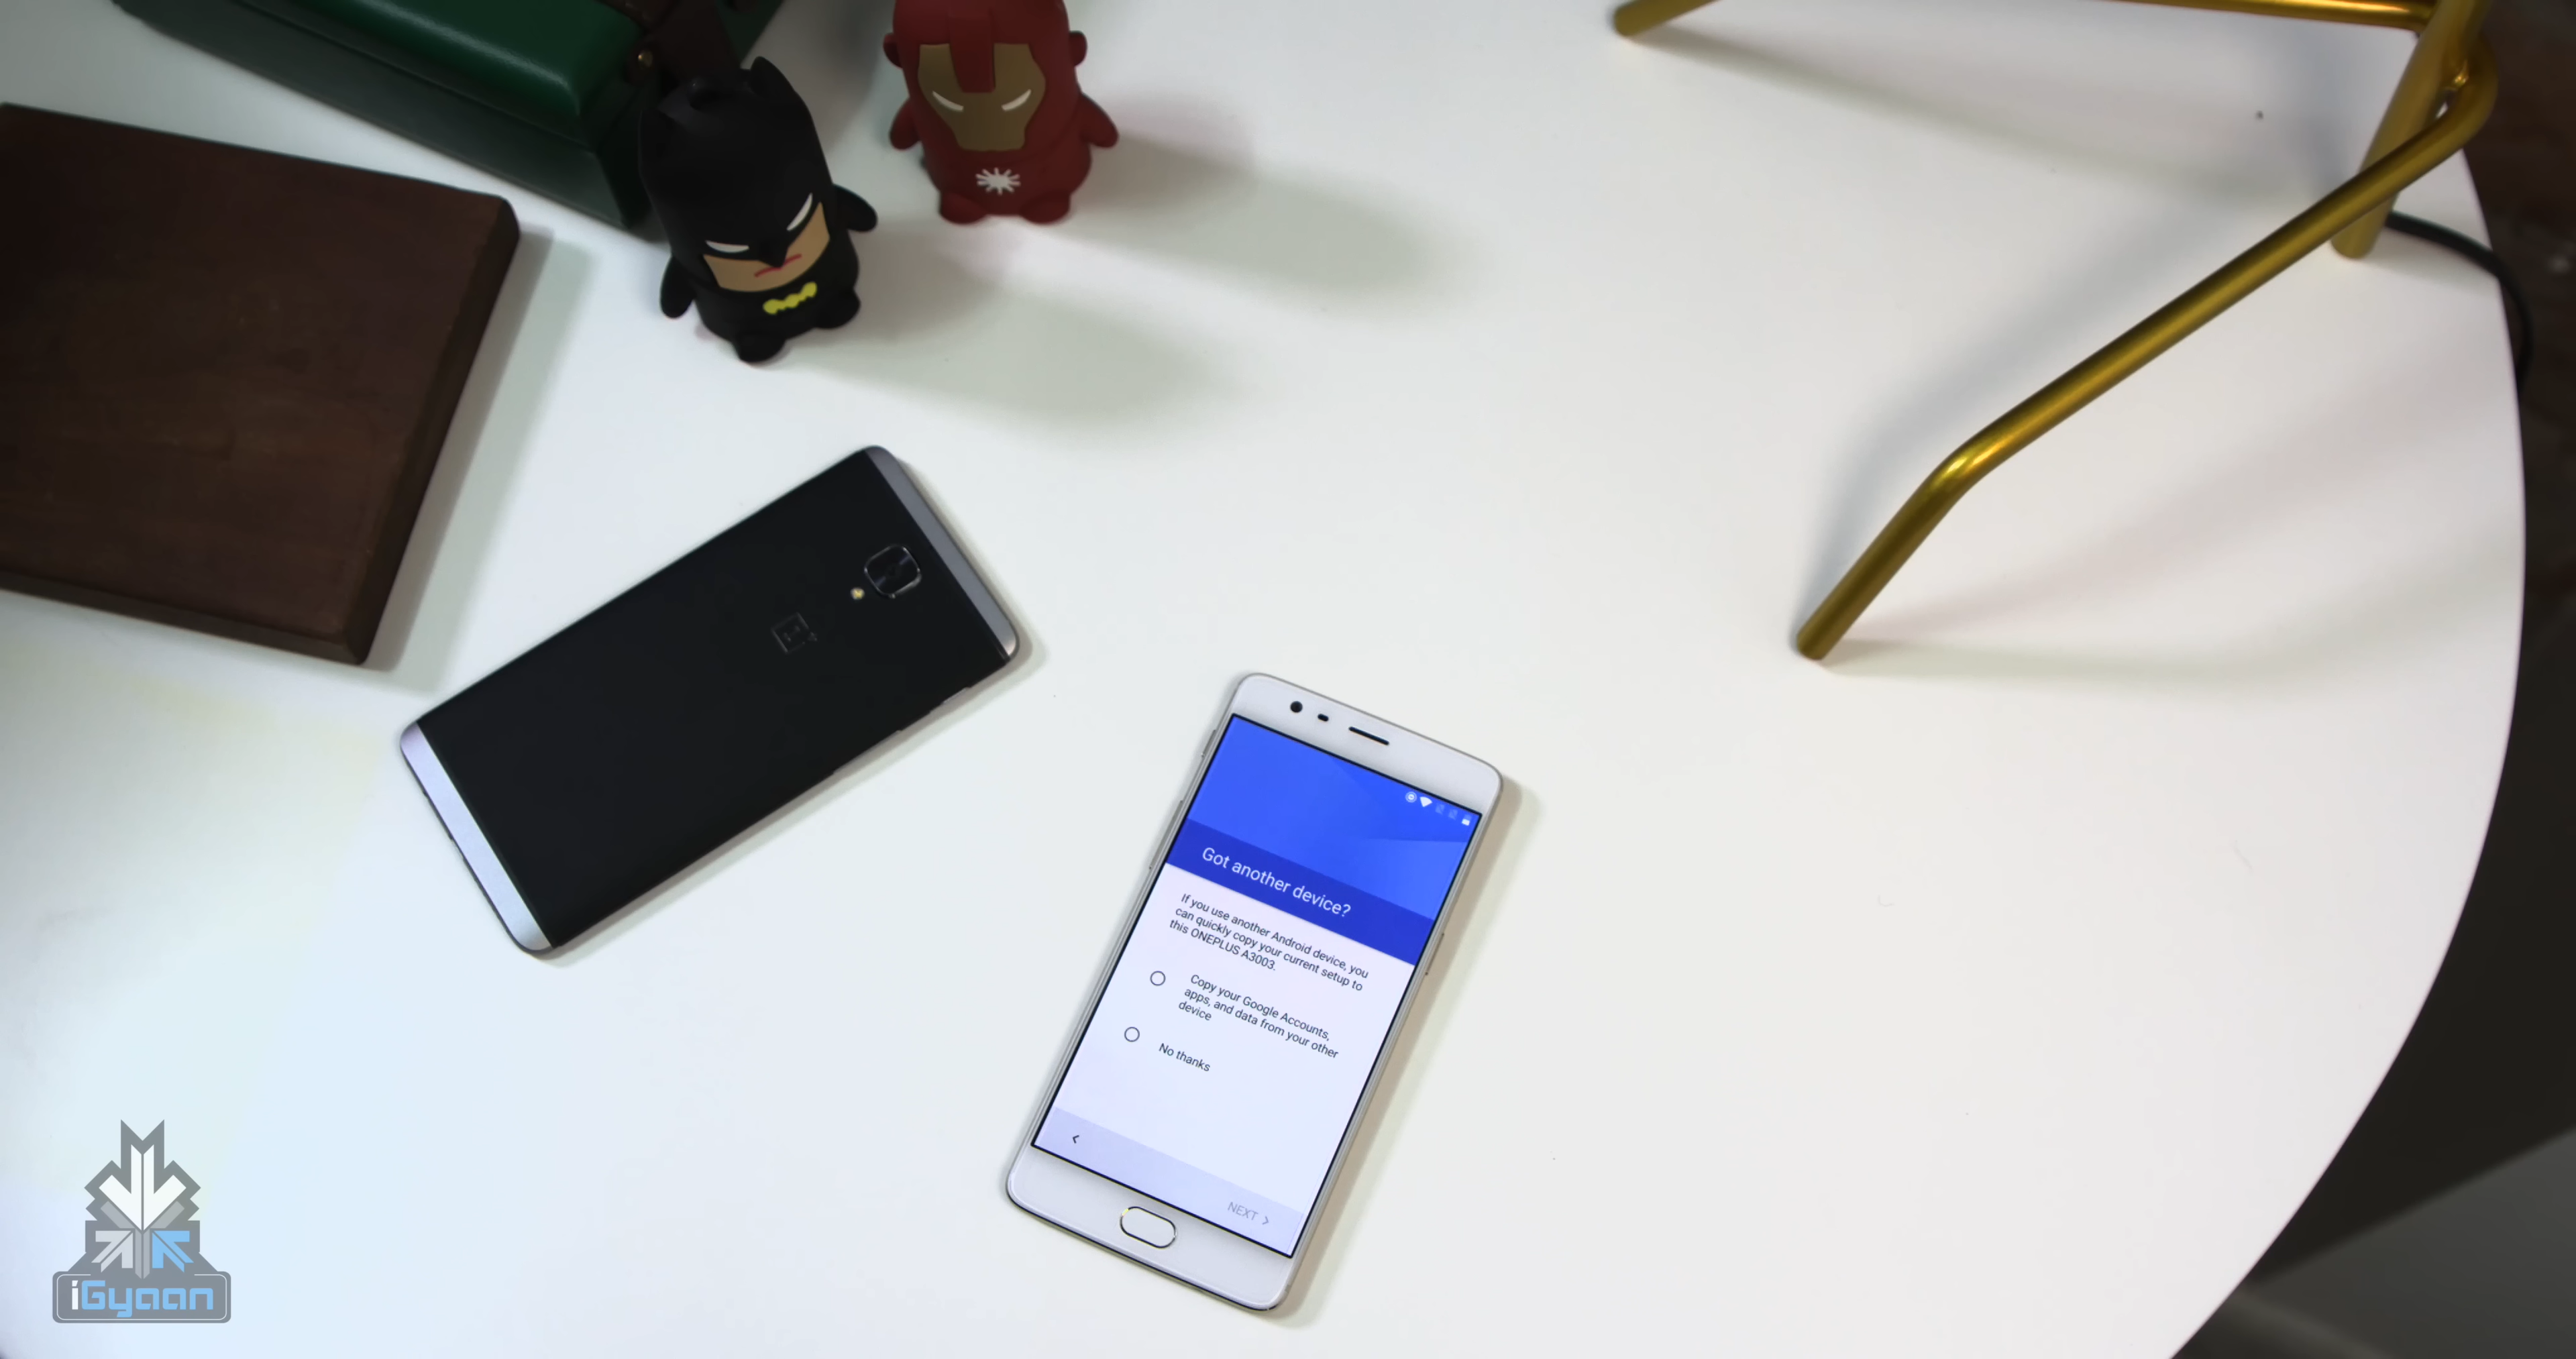 Got another device?
If you use another Android device, you
can quickly copy your current setup to
this ONEPLUS A3003.
Copy your Google Accounts,
apps, and data from your other
device
No thanks
NEXT
iGyaan